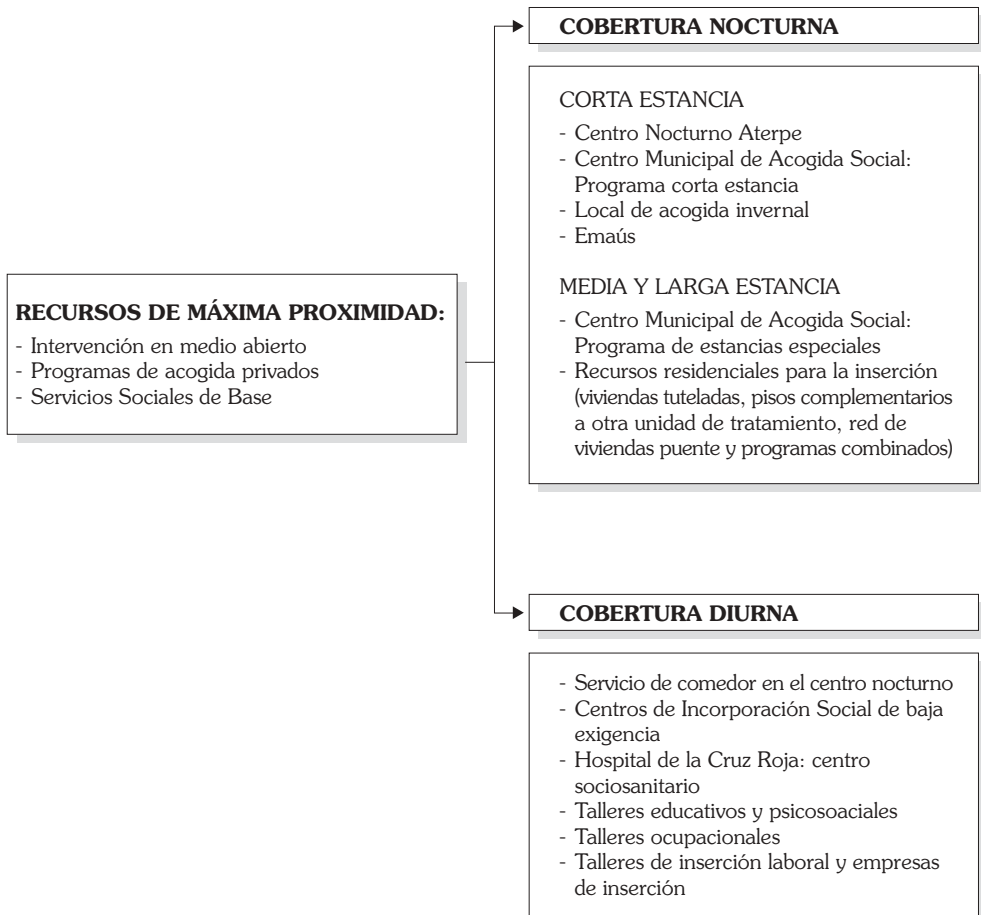 RECURSOS DE MÁXIMA PROXIMIDAD:
- Intervención en medio abierto
- Programas de acogida privados
- Servicios Sociales de Base
COBERTURA NOCTURNA
CORTA ESTANCIA
- Centro Nocturno Aterpe
- Centro Municipal de Acogida Social:
Programa corta estancia
- Local de acogida invernal
- Emaús
MEDIA Y LARGA ESTANCIA
- Centro Municipal de Acogida Social:
Programa de estancias especiales
- Recursos residenciales para la inserción
(viviendas tuteladas, pisos complementarios
a otra unidad de tratamiento, red de
viviendas puente y programas combinados)
COBERTURA DIURNA
- Servicio de comedor en el centro nocturno
- Centros de Incorporación Social de baja
exigencia
- Hospital de la Cruz Roja: centro
sociosanitario
- Talleres educativos y psicosoaciales
- Talleres ocupacionales
- Talleres de inserción laboral y empresas
de inserción